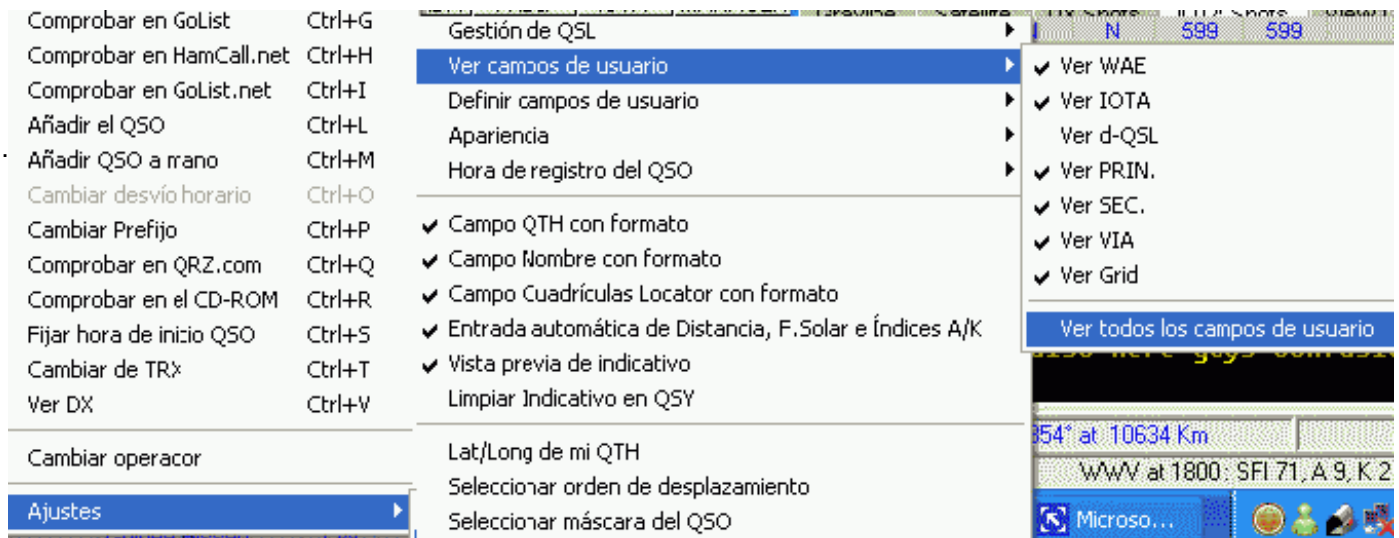 Comprobar en GoList Ctrl+G
Comprobar en HamCall.net Ctrl+H
Comprobar en GoList.net Ctrl+I
Añadir el QSO Ctrl+L
Añadir QSO a mano Ctrl+M
Cambiar desvío horario Ctrl+O
Cambiar Prefijo Ctrl+P
Comprobar en QRZ.com Ctrl+Q
Comprobar en el CD-ROM Ctrl+R
Fijar hora de inicio QSO Ctrl+S
Cambiar de TRX Ctrl+T
Ver DX Ctrl+V
Cambiar operador
Ajustes
Gestión de QSL
Ver campos de usuario
Definir campos de usuario
Apariencia
Hora de registro del QSO
Campo QTH con formato
Campo Nombre con formato
Campo Cuadrículas Locator con formato
Entrada automática de Distancia, F.Solar e Índices A/K
Vista previa de indicativo
Limpiar Indicativo en QSY
Lat/Long de mi QTH
Seleccionar orden de desplazamiento
Seleccionar máscara del QSO
N 599 599
Ver WAE
Ver IOTA
Ver d-QSL
Ver PRIN.
Ver SEC.
Ver VIA
Ver Grid
Ver todos los campos de usuario
354° at 10634 Km
WWV at 1800: SFI 71, A 9, K 2
Microso...